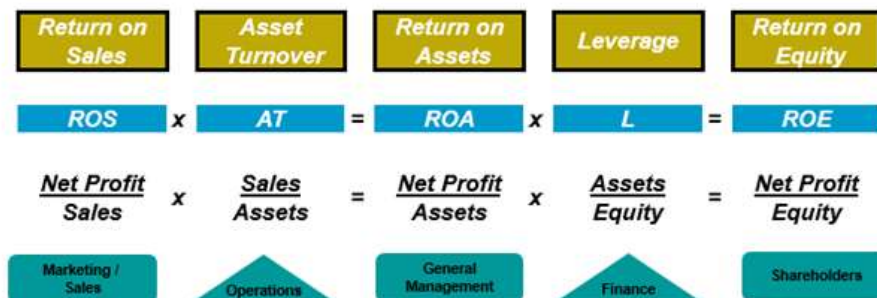 Return on Sales
Asset Turnover
Return on Assets
Leverage
Return on Equity
ROS x AT = ROA x L = ROE
Net Profit / Sales x Sales / Assets = Net Profit / Assets x Assets / Equity = Net Profit / Equity
Marketing / Sales
Operations
General Management
Finance
Shareholders